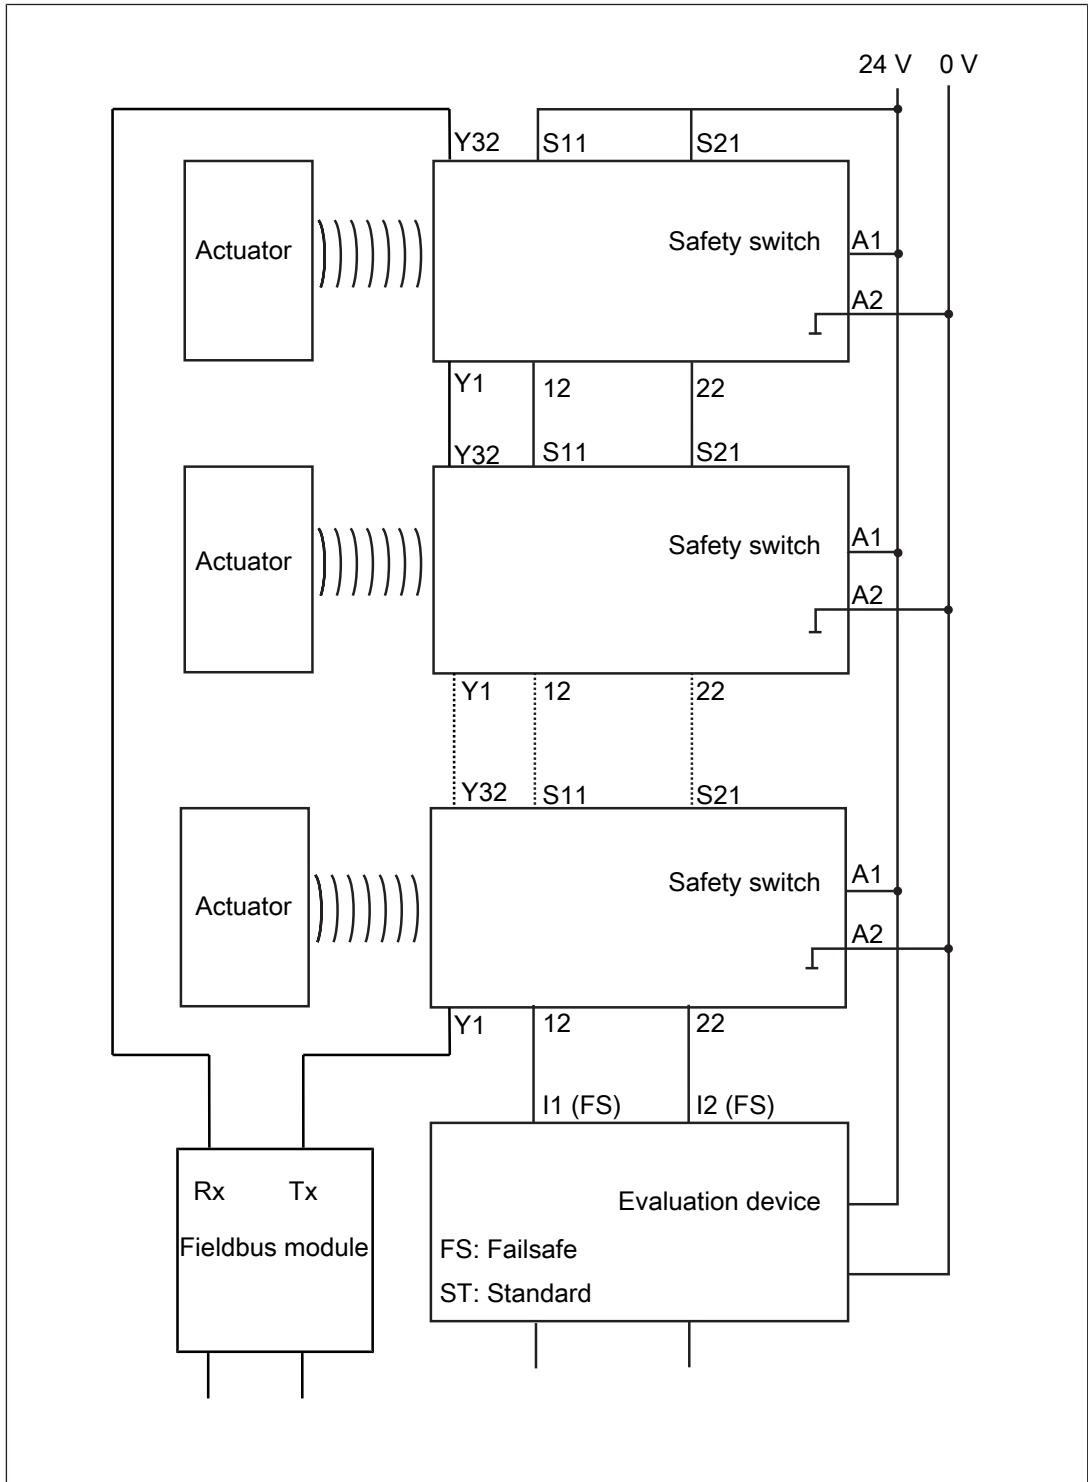 24 V 0 V
Y32 S11 S21
Actuator
Safety switch
A1
A2
Y1 12 22
Y32 S11 S21
Actuator
Safety switch
A1
A2
Y1 12 22
Y32 S11 S21
Actuator
Safety switch
A1
A2
Y1 12 22
I1 (FS) I2 (FS)
Rx Tx
Fieldbus module
Evaluation device
FS: Failsafe
ST: Standard